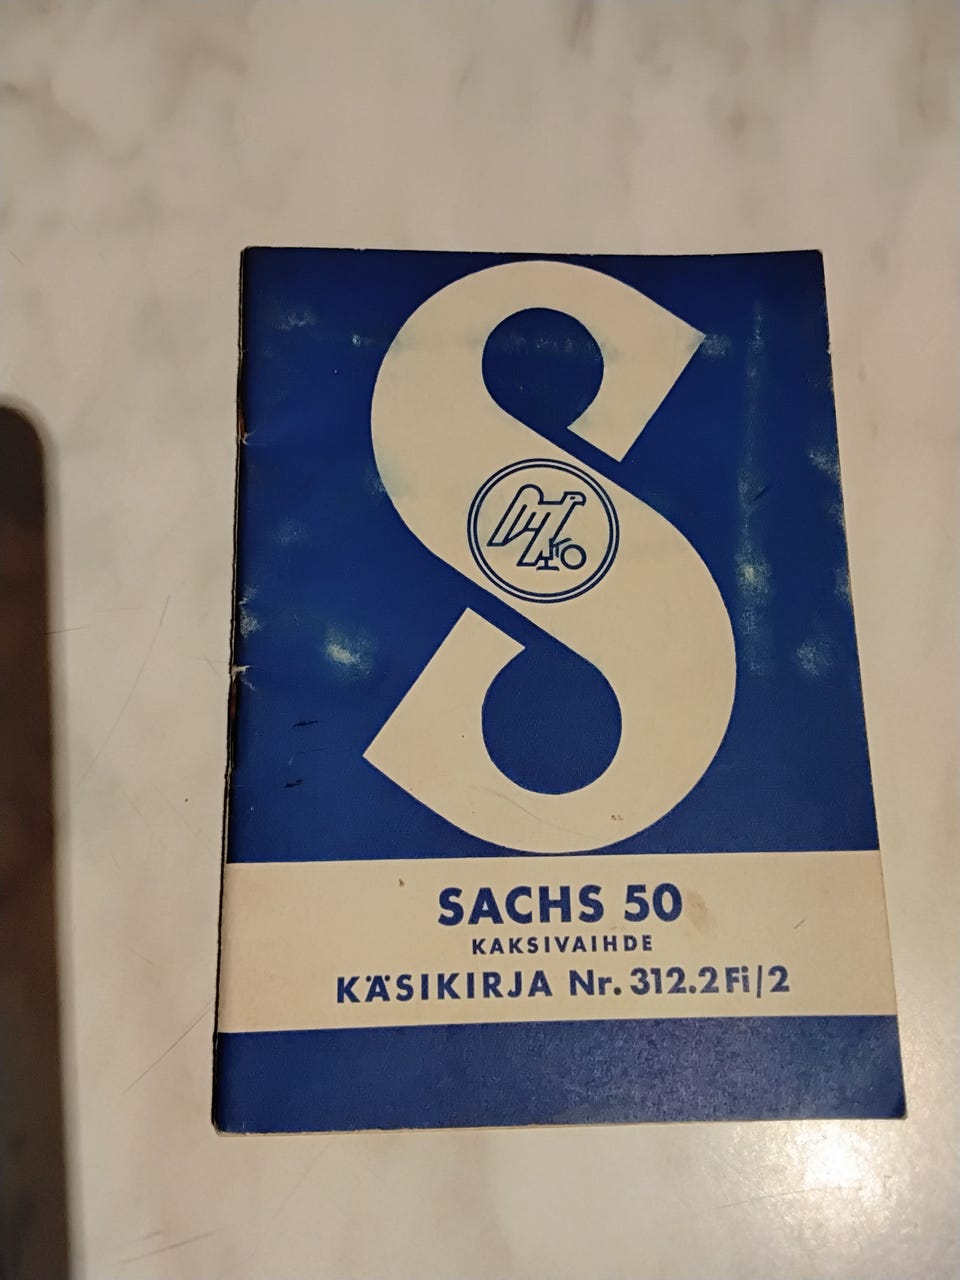 S
SACHS 50
KAKSIVAIHDE
KÄSIKIRJA Nr. 312.2 Fi/2